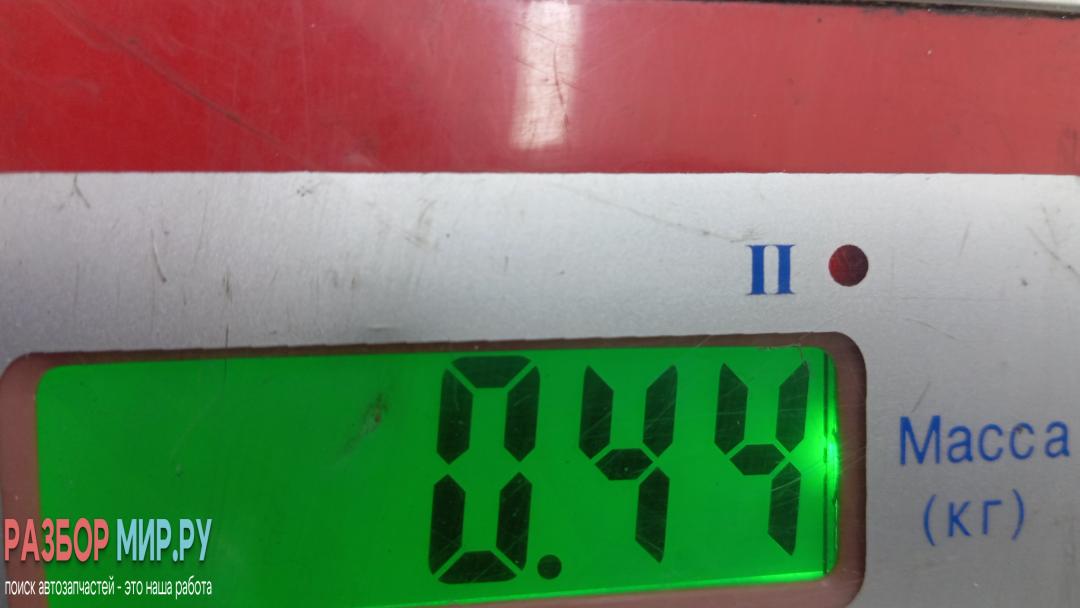 II
0.44
Масса
(кг)
РАЗБОР МИР.РУ
поиск автозапчастей - это наша работа